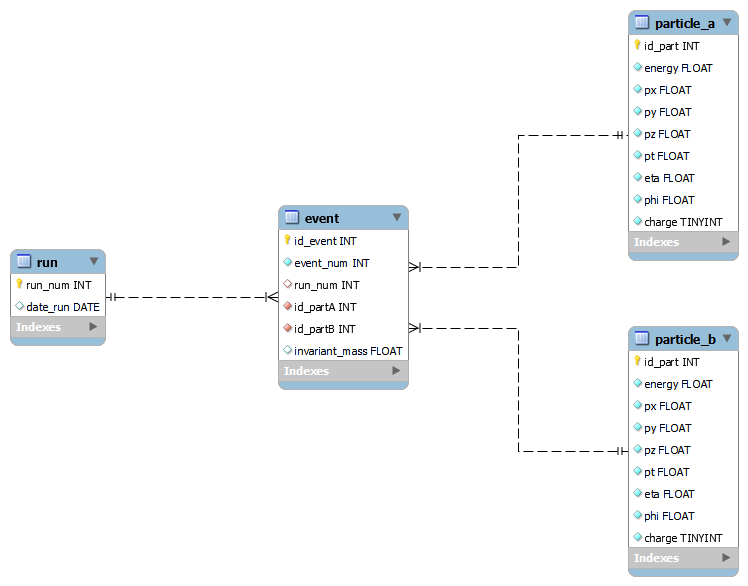 run
run_num INT
date_run DATE
Indexes
event
id_event INT
event_num INT
run_num INT
id_partA INT
id_partB INT
invariant_mass FLOAT
Indexes
particle_a
id_part INT
energy FLOAT
px FLOAT
py FLOAT
pz FLOAT
pt FLOAT
eta FLOAT
phi FLOAT
charge TINYINT
Indexes
particle_b
id_part INT
energy FLOAT
px FLOAT
py FLOAT
pz FLOAT
pt FLOAT
eta FLOAT
phi FLOAT
charge TINYINT
Indexes